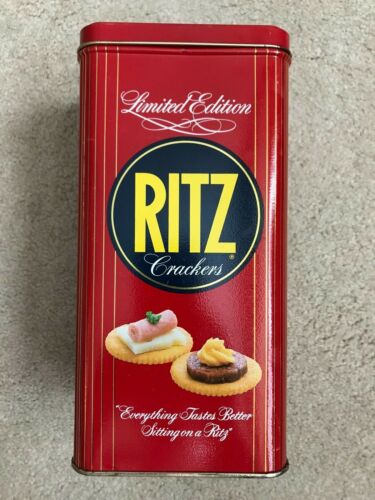 Limited Edition
RITZ®
Crackers
"Everything Tastes Better
Sitting on a Ritz"